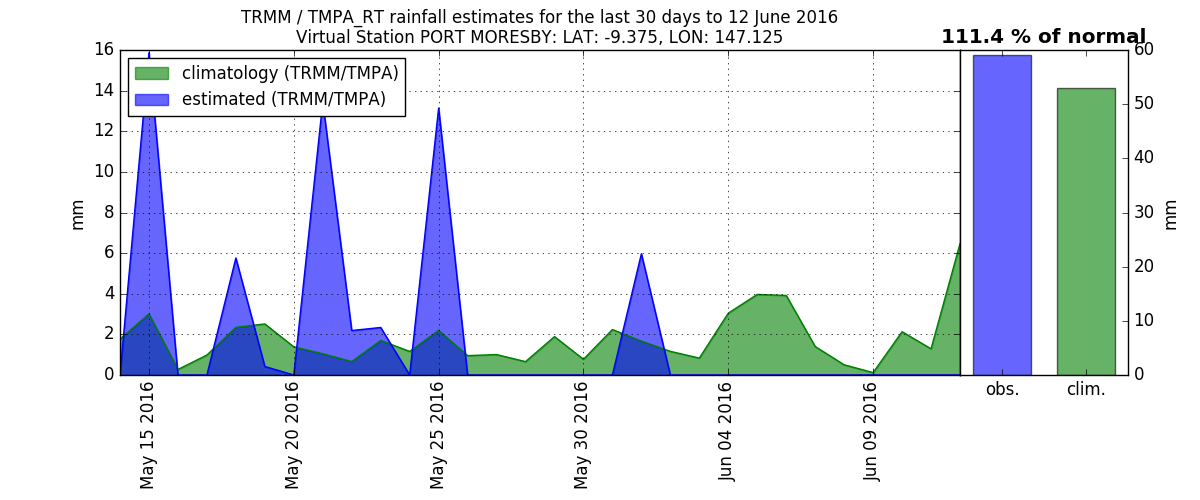 TRMM / TMPA_RT rainfall estimates for the last 30 days to 12 June 2016
Virtual Station PORT MORESBY: LAT: -9.375, LON: 147.125
111.4 % of normal
climatology (TRMM/TMPA)
estimated (TRMM/TMPA)
mm
16
14
12
10
8
6
4
2
0
May 15 2016
May 20 2016
May 25 2016
May 30 2016
Jun 04 2016
Jun 09 2016
60
50
40
30
20
10
0
mm
obs.
clim.